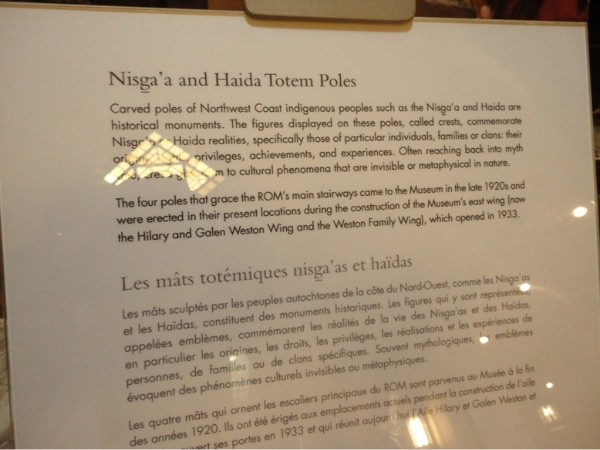 Nisg̲a'a and Haida Totem Poles
Carved poles of Northwest Coast indigenous peoples such as the Nisg̲a'a and Haida are
historical monuments. The figures displayed on these poles, called crests, commemorate
Haida realities, specifically those of particular individuals, families or clans: their
privileges, achievements, and experiences. Often reaching back into myth
to cultural phenomena that are invisible or metaphysical in nature.
The four poles that grace the ROM's main stairways came to the Museum in the late 1920s and
were erected in their present locations during the construction of the Museum's east wing (now
the Hilary and Galen Weston Wing and the Weston Family Wing), which opened in 1933.
Les mâts totémiques nisg̲a'as et haïdas
Les mâts sculptés par les peuples autochtones de la côte du Nord-Ouest, comme les Nisg̲a'as
et les Haïdas, constituent des monuments historiques. Les figures qui y sont représentées,
appelées emblèmes, commémorent les réalités de la vie des Nisg̲a'as et des Haïdas,
en particulier les origines, les droits, les privilèges, les réalisations et les expériences de
personnes, de familles ou de clans spécifiques. Souvent mythologiques, emblèmes
évoquent des phénomènes culturels invisibles ou métaphysiques.
Les quatre mâts qui ornent les escaliers principaux du ROM sont parvenus au Musée à la fin
des années 1920. Ils ont été érigés aux emplacements actuels pendant la construction de l'aile
ses portes en 1933 et qui réunit aujourd'hui l'Aile Hilary et Galen Weston et